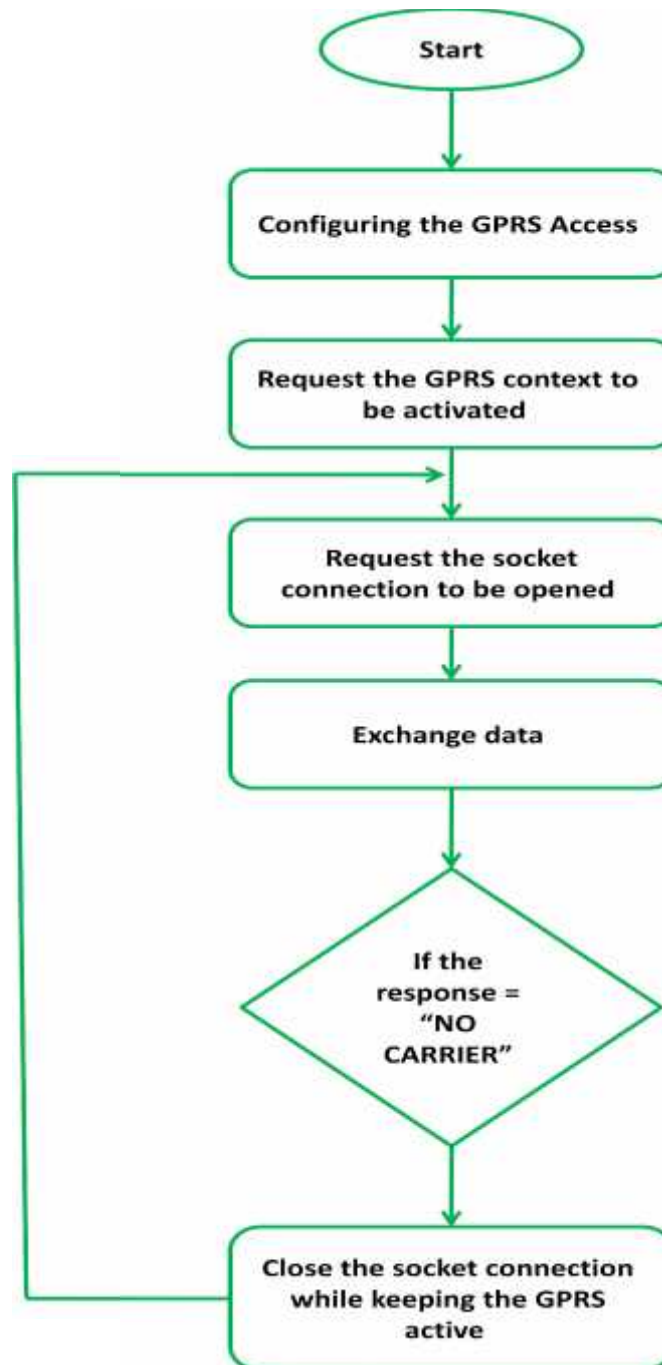 Start
Configuring the GPRS Access
Request the GPRS context to
be activated
Request the socket
connection to be opened
Exchange data
If the
response =
“NO
CARRIER”
Close the socket connection
while keeping the GPRS
active